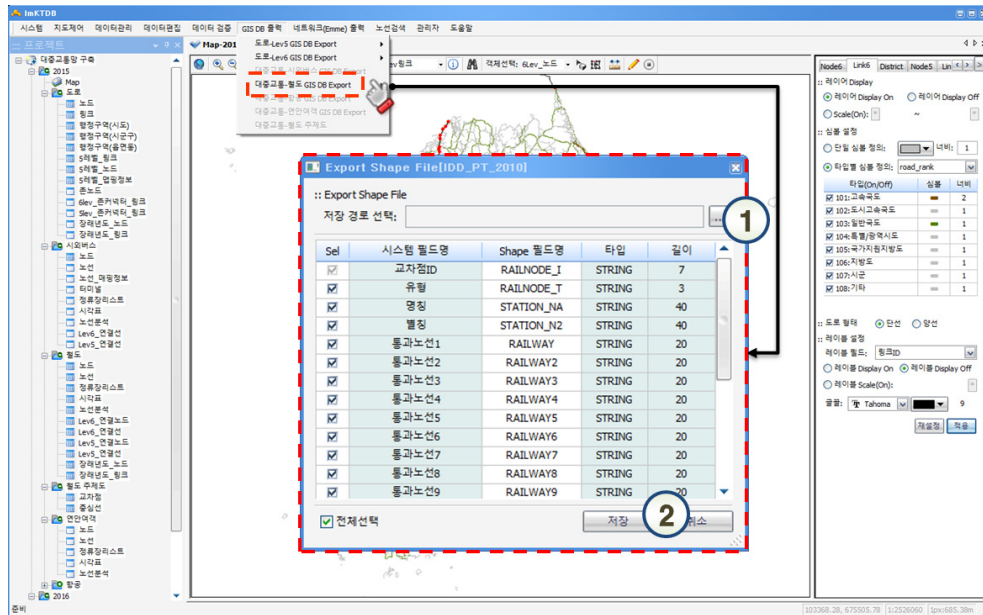 ImKTDB
시스템 지도제어 데이터관리 데이터편집 데이터 검증 GIS DB 출력 네트워크(Emme) 출력 노선검색 관리자 도움말
:: 프로젝트
대중교통망 구축
2015
Map
도로
노드
링크
행정구역(시도)
행정구역(시군구)
행정구역(읍면동)
5레벨_링크
5레벨_노드
5레벨_맵핑정보
존노드
6lev_존커넥터_링크
5lev_존커넥터_링크
장래년도_노드
장래년도_링크
시외버스
노드
노선
노선_매핑정보
터미널
정류장리스트
시각표
노선분석
Lev6_연결선
Lev5_연결선
철도
노드
노선
정류장리스트
시각표
노선분석
Lev6_연결노드
Lev6_연결선
Lev5_연결노드
Lev5_연결선
장래년도_노드
장래년도_링크
철도 주제도
교차점
중심선
연안여객
노드
노선
정류장리스트
시각표
노선분석
항공
2016
준비
Map-201
도로-Lev5 GIS DB Export
도로-Lev6 GIS DB Export
대중교통-철도 GIS DB Export
대중교통-연안여객 GIS DB Export
대중교통-철도 주제도
객체선택: 6Lev_노드
Export Shape File[IDD_PT_2010]
:: Export Shape File
저장 경로 선택:
1
Sel 시스템 필드명 Shape 필드명 타입 길이
교차점ID RAILNODE_I STRING 7
유형 RAILNODE_T STRING 3
명칭 STATION_NA STRING 40
별칭 STATION_N2 STRING 40
통과노선1 RAILWAY STRING 20
통과노선2 RAILWAY2 STRING 20
통과노선3 RAILWAY3 STRING 20
통과노선4 RAILWAY4 STRING 20
통과노선5 RAILWAY5 STRING 20
통과노선6 RAILWAY6 STRING 20
통과노선7 RAILWAY7 STRING 20
통과노선8 RAILWAY8 STRING 20
통과노선9 RAILWAY9 STRING 20
전체선택 저장 2 취소
Node6 Link6 District Node5 Lin
:: 레이어 Display
레이어 Display On 레이어 Display Off
Scale(On): ~
:: 심볼 설정
단일 심볼 정의: 너비: 1
타입별 심볼 정의: road_rank
타입(On/Off) 심볼 너비
101:고속국도 2
102:도시고속국도 1
103:일반국도 1
104:특별/광역시도 1
105:국가지원지방도 1
106:지방도 1
107:시군 1
108:기타 1
:: 도로 형태 단선 양선
:: 레이블 설정
레이블 필드: 링크ID
레이블 Display On 레이블 Display Off
레이블 Scale(On):
글꼴: Tahoma 9
재설정 적용
103368.28, 675505.78 1:2526060 1px:685.38m